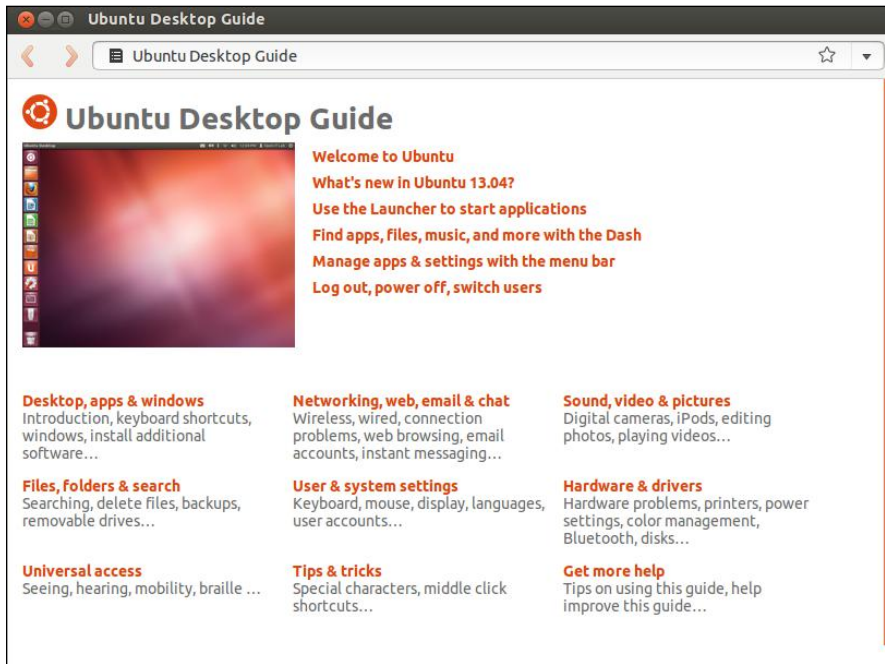 Ubuntu Desktop Guide
Ubuntu Desktop Guide
Ubuntu Desktop Guide
Welcome to Ubuntu
What's new in Ubuntu 13.04?
Use the Launcher to start applications
Find apps, files, music, and more with the Dash
Manage apps & settings with the menu bar
Log out, power off, switch users
Desktop, apps & windows
Introduction, keyboard shortcuts,
windows, install additional
software…
Networking, web, email & chat
Wireless, wired, connection
problems, web browsing, email
accounts, instant messaging…
Sound, video & pictures
Digital cameras, iPods, editing
photos, playing videos…
Files, folders & search
Searching, delete files, backups,
removable drives…
User & system settings
Keyboard, mouse, display, languages,
user accounts…
Hardware & drivers
Hardware problems, printers, power
settings, color management,
Bluetooth, disks…
Universal access
Seeing, hearing, mobility, braille …
Tips & tricks
Special characters, middle click
shortcuts…
Get more help
Tips on using this guide, help
improve this guide…